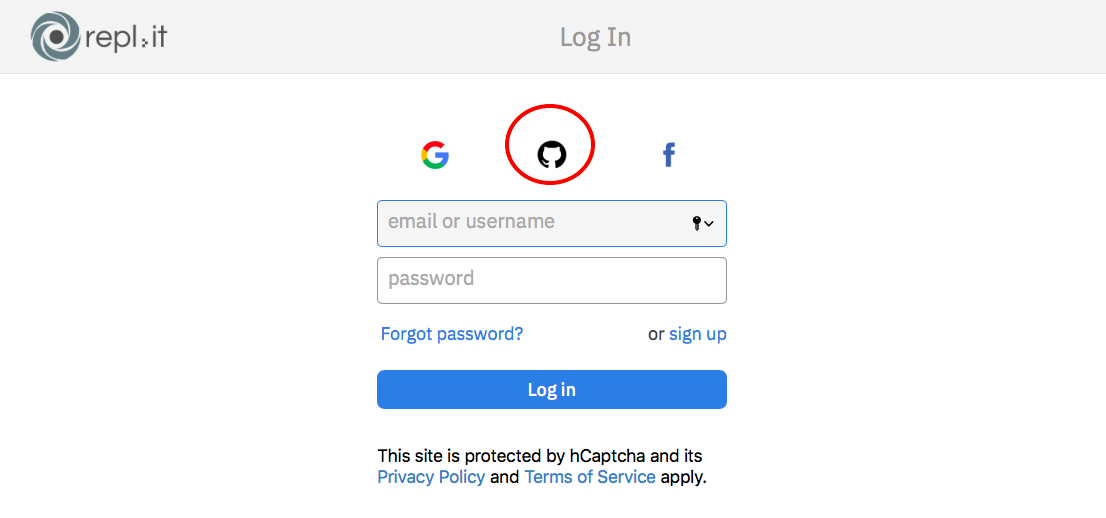 repl.it
Log In
email or username
password
Forgot password?
or sign up
Log in
This site is protected by hCaptcha and its
Privacy Policy and Terms of Service apply.